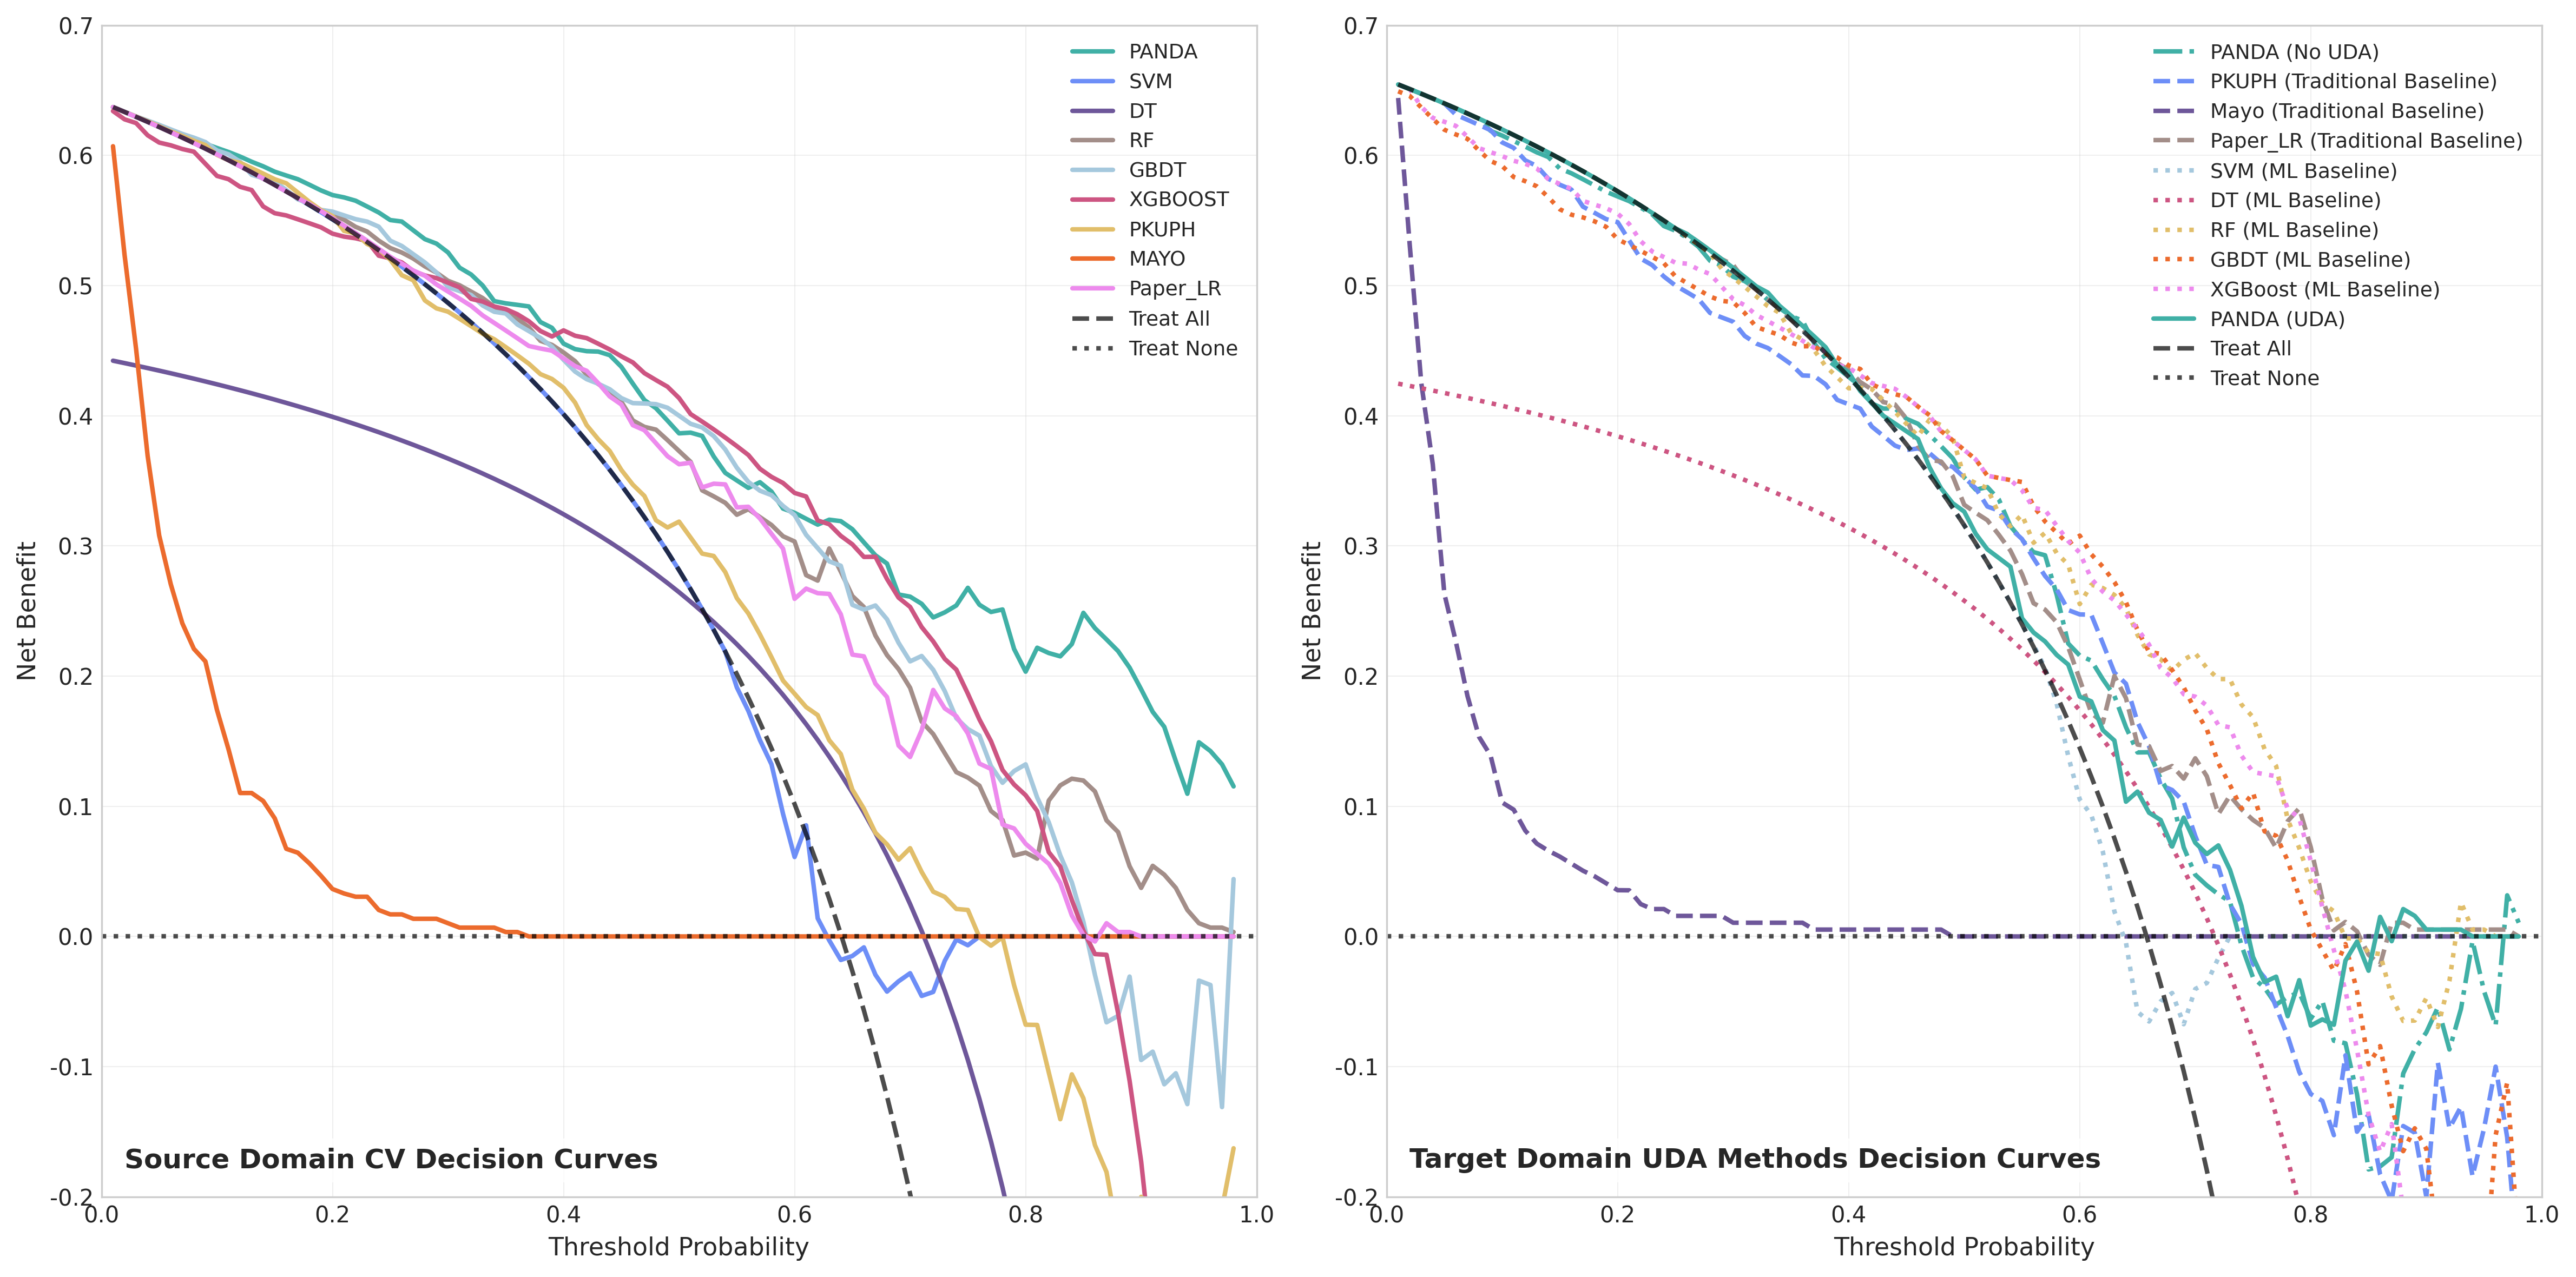 0.7
0.6
0.5
0.4
0.3
0.2
0.1
0.0
-0.1
-0.2
Net Benefit
PANDA
SVM
DT
RF
GBDT
XGBOOST
PKUPH
MAYO
Paper_LR
Treat All
Treat None
Source Domain CV Decision Curves
0.0 0.2 0.4 0.6 0.8 1.0
Threshold Probability
0.7
0.6
0.5
0.4
0.3
0.2
0.1
0.0
-0.1
-0.2
Net Benefit
PANDA (No UDA)
PKUPH (Traditional Baseline)
Mayo (Traditional Baseline)
Paper_LR (Traditional Baseline)
SVM (ML Baseline)
DT (ML Baseline)
RF (ML Baseline)
GBDT (ML Baseline)
XGBoost (ML Baseline)
PANDA (UDA)
Treat All
Treat None
Target Domain UDA Methods Decision Curves
0.0 0.2 0.4 0.6 0.8 1.0
Threshold Probability